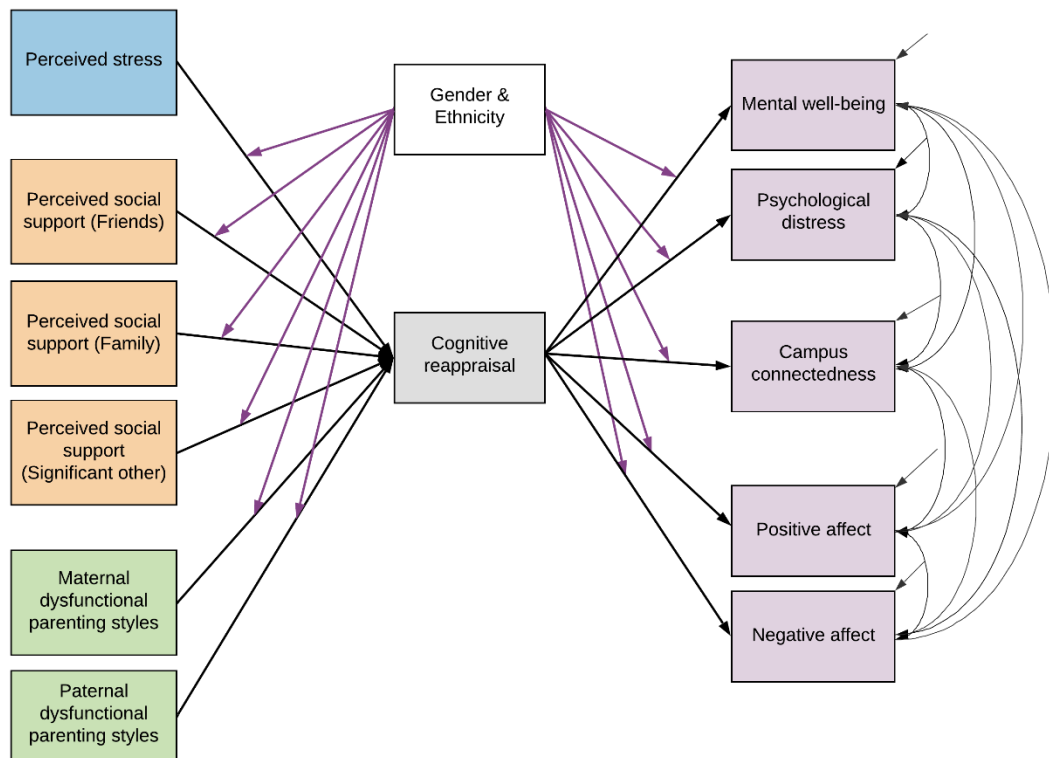 Perceived stress
Perceived social
support (Friends)
Perceived social
support (Family)
Perceived social
support
(Significant other)
Maternal
dysfunctional
parenting styles
Paternal
dysfunctional
parenting styles
Gender &
Ethnicity
Cognitive
reappraisal
Mental well-being
Psychological
distress
Campus
connectedness
Positive affect
Negative affect